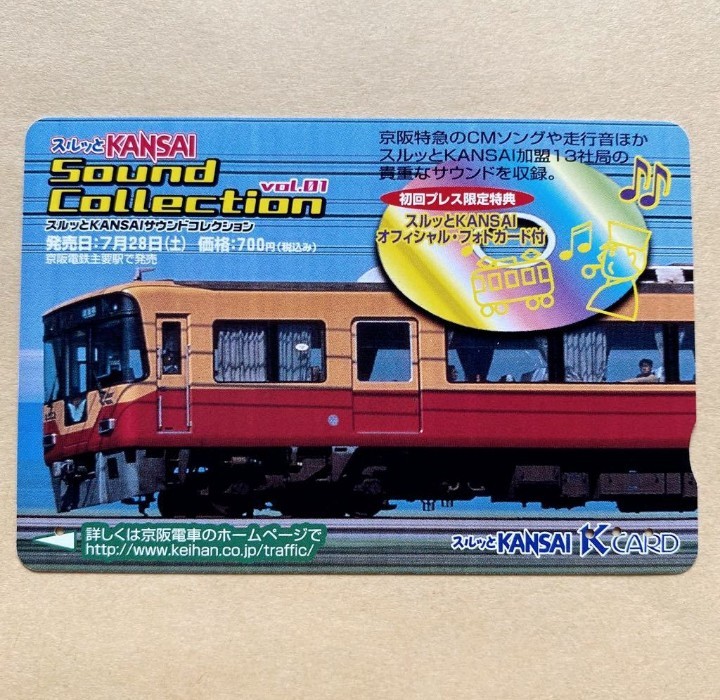 スルッとKANSAI
Sound
Collection vol.01
スルッとKANSAIサウンドコレクション
発売日:7月28日(土) 価格:700円(税込み)
京阪電鉄主要駅で発売
京阪特急のCMソングや走行音ほか
スルッとKANSAI加盟13社局の
貴重なサウンドを収録。
初回プレス限定特典
スルッとKANSAI
オフィシャル・フォトカード付
詳しくは京阪電車のホームページで
http://www.keihan.co.jp/traffic/
スルッとKANSAI K CARD